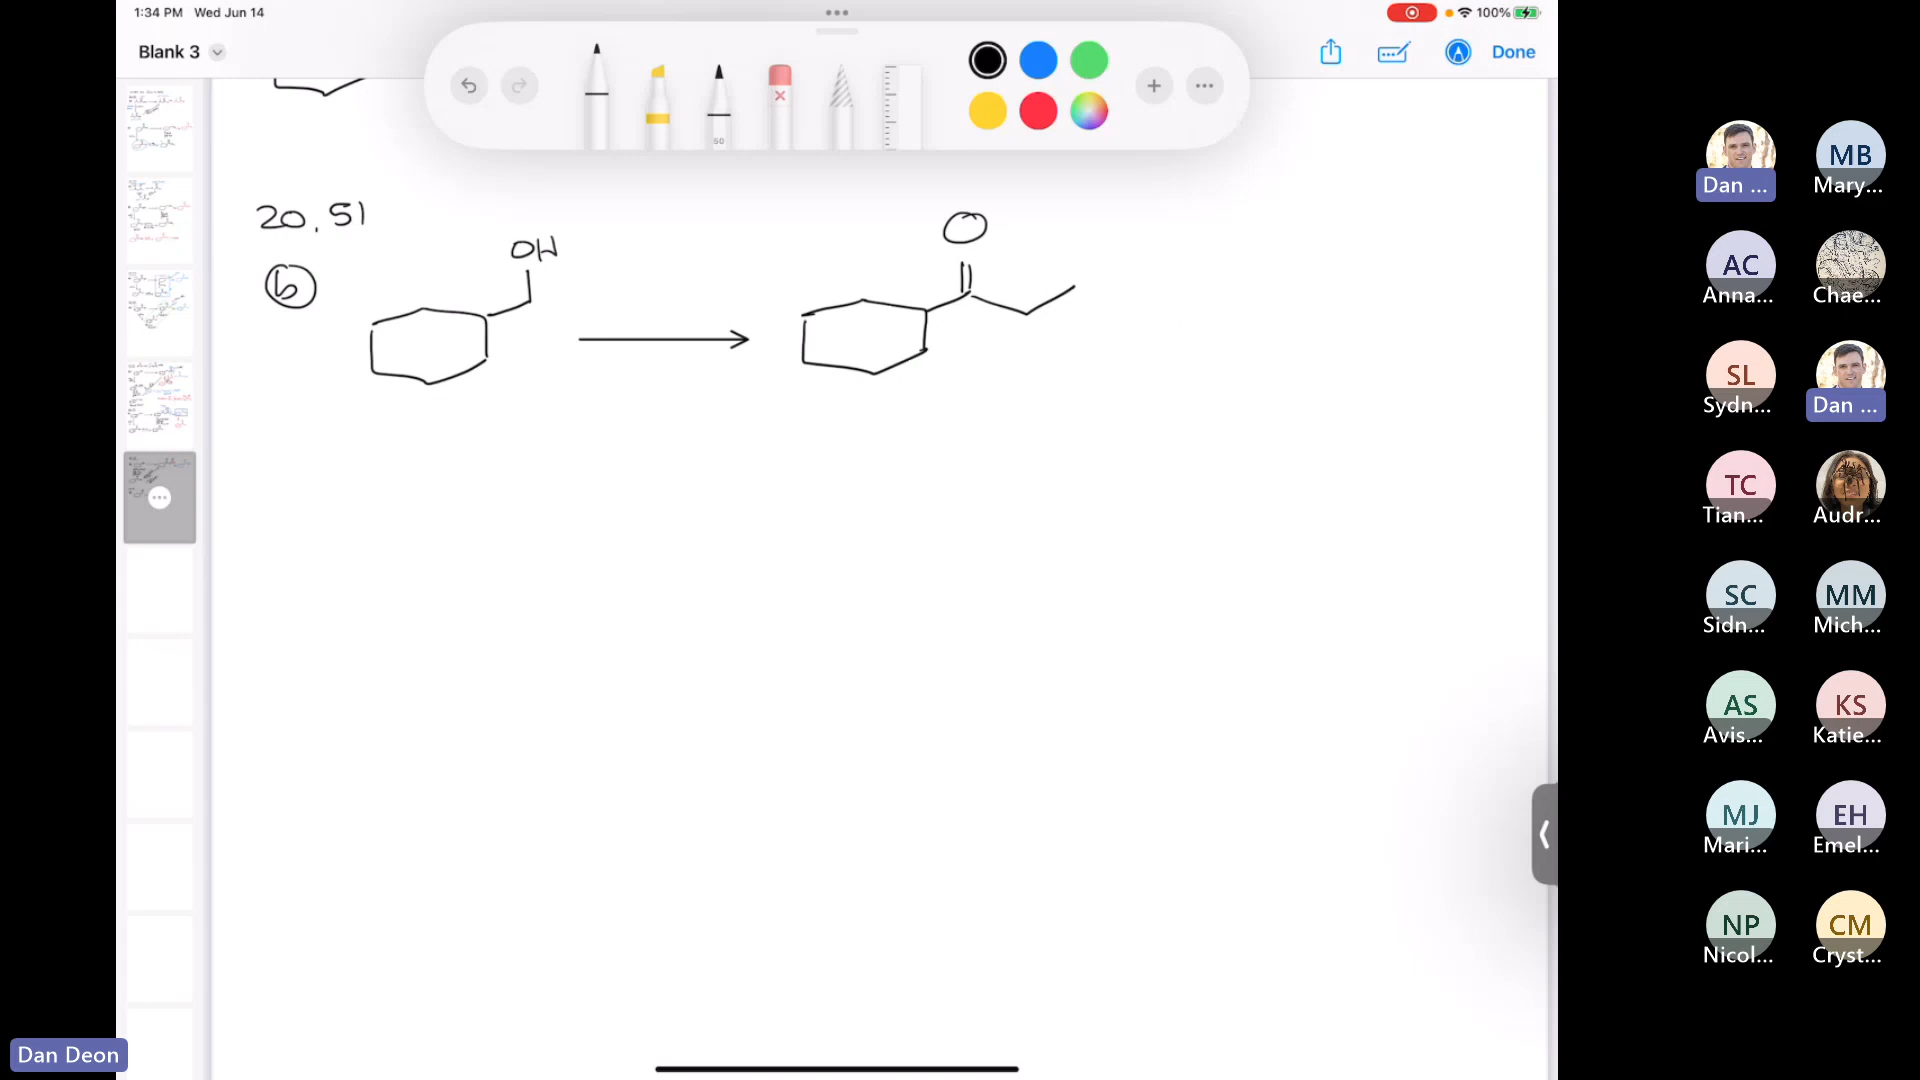 1:34 PM Wed Jun 14
100%
Blank 3
Done
50
20.51
OH
O
b
Dan ...
MB
Mary...
AC
Anna...
Chae...
SL
Sydn...
Dan ...
TC
Tian...
Audr...
SC
Sidn...
MM
Mich...
AS
Avis...
KS
Katie...
MJ
Mari...
EH
Emel...
NP
Nicol...
CM
Cryst...
Dan Deon